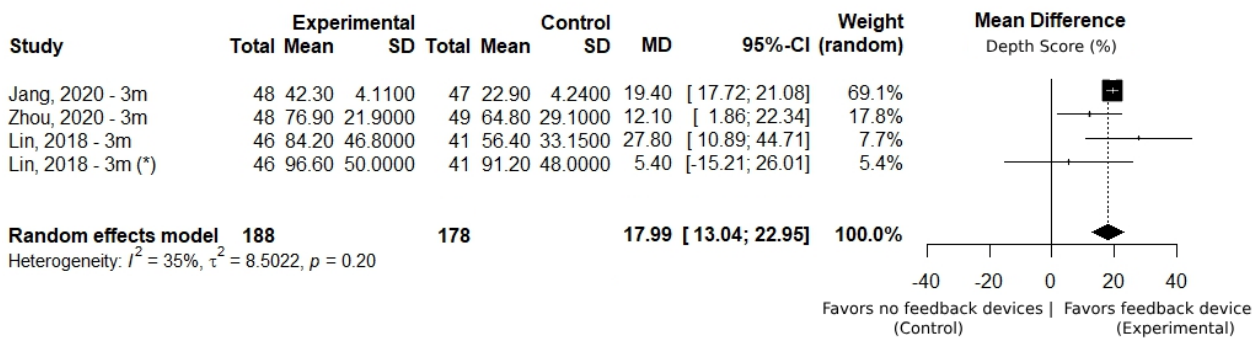 Experimental Control Weight Mean Difference
Study Total Mean SD Total Mean SD MD 95%-CI (random) Depth Score (%)
Jang, 2020 - 3m 48 42.30 4.1100 47 22.90 4.2400 19.40 [ 17.72; 21.08] 69.1%
Zhou, 2020 - 3m 48 76.90 21.9000 49 64.80 29.1000 12.10 [ 1.86; 22.34] 17.8%
Lin, 2018 - 3m 46 84.20 46.8000 41 56.40 33.1500 27.80 [ 10.89; 44.71] 7.7%
Lin, 2018 - 3m (*) 46 96.60 50.0000 41 91.20 48.0000 5.40 [-15.21; 26.01] 5.4%
Random effects model 188 178 17.99 [ 13.04; 22.95] 100.0%
Heterogeneity: I² = 35%, τ² = 8.5022, p = 0.20
-40 -20 0 20 40
Favors no feedback devices | Favors feedback device
(Control) (Experimental)